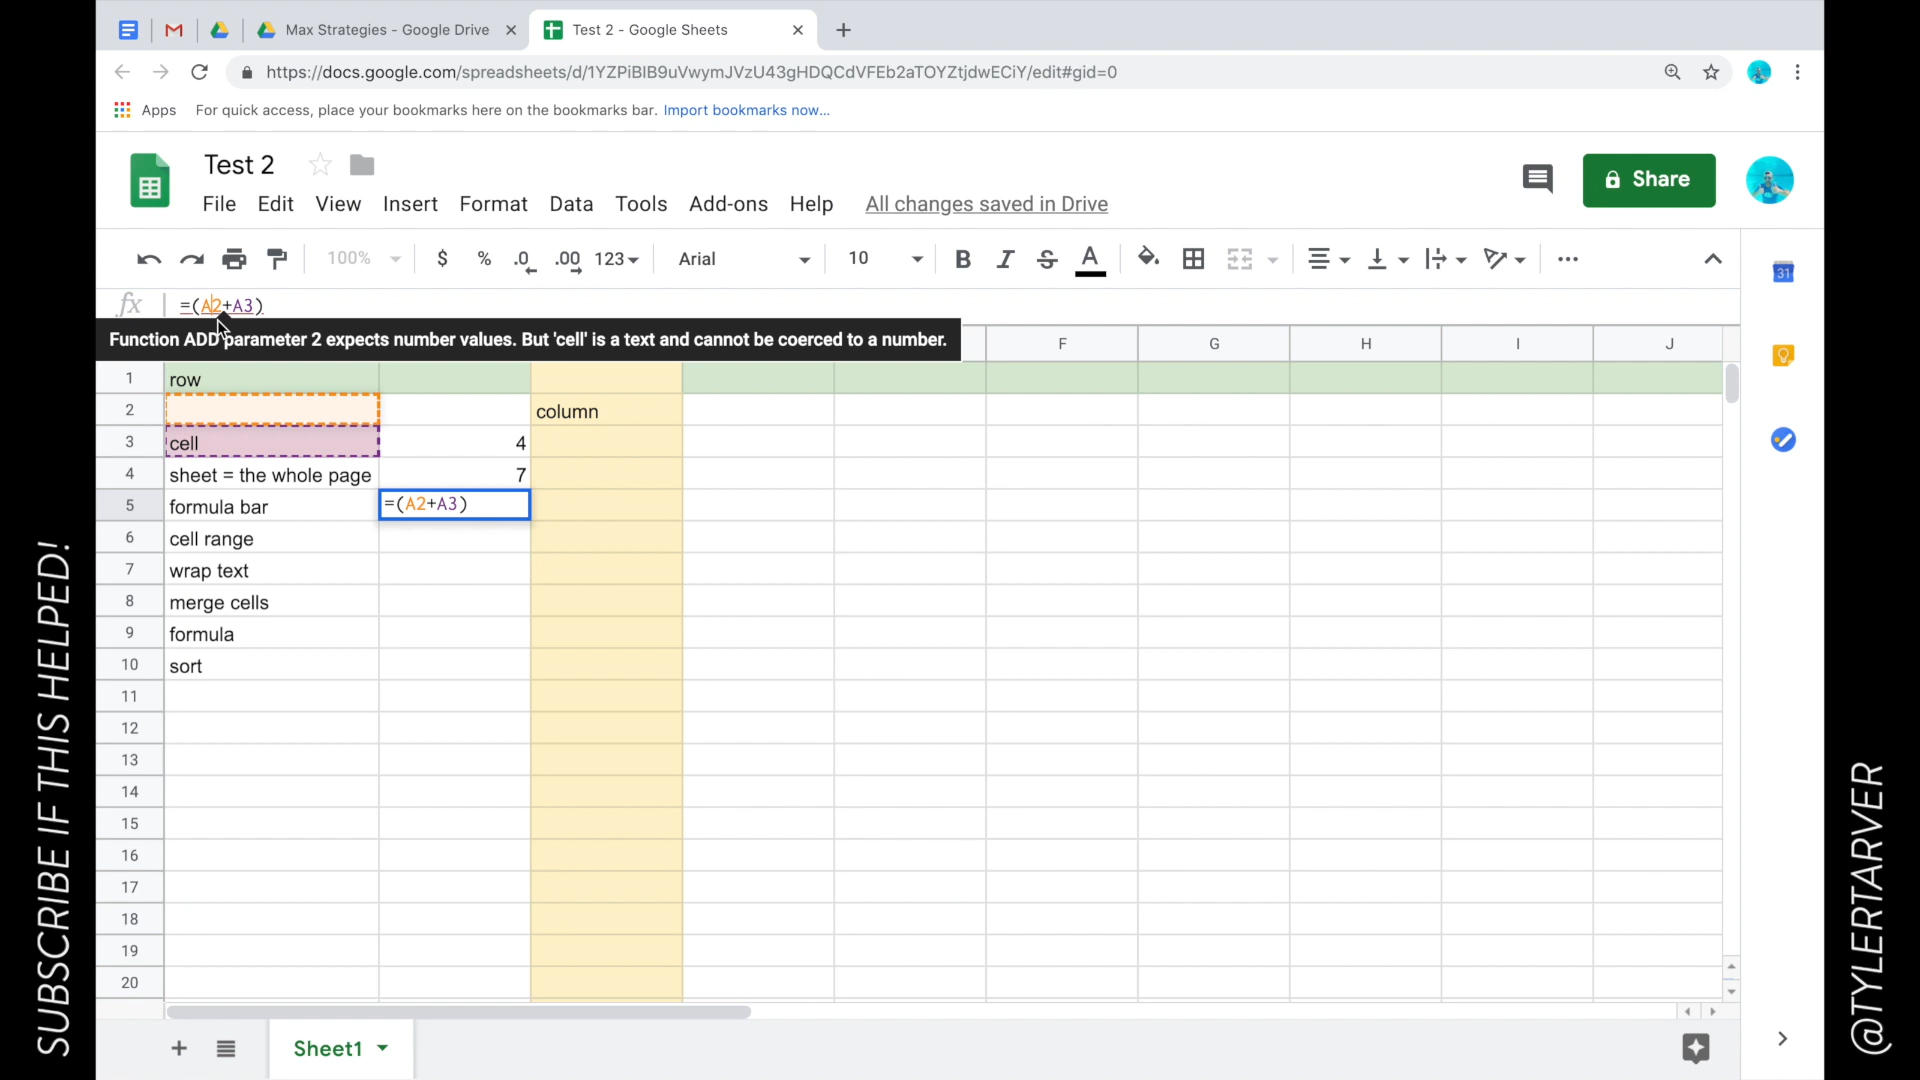 Max Strategies - Google Drive
Test 2 - Google Sheets
https://docs.google.com/spreadsheets/d/1YZPiBIB9uVwymJVzU43gHDQCdVFEb2aTOYZtjdwECiY/edit#gid=0
Apps
For quick access, place your bookmarks here on the bookmarks bar. Import bookmarks now...
Test 2
Share
File Edit View Insert Format Data Tools Add-ons Help All changes saved in Drive
100% $ % .0 .00 123 Arial 10 B I S A
31
fx =(A2+A3)
Function ADD parameter 2 expects number values. But 'cell' is a text and cannot be coerced to a number.
F G H I J
1 row
2 column
3 cell 4
4 sheet = the whole page 7
5 formula bar =(A2+A3)
6 cell range
7 wrap text
8 merge cells
9 formula
10 sort
11
12
13
14
15
16
17
18
19
20
Sheet1
SUBSCRIBE IF THIS HELPED!
@TYLERTARVER